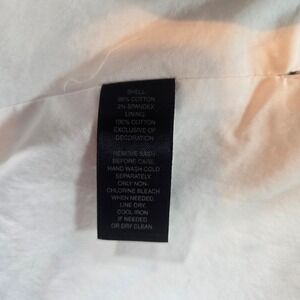 SHELL:
98% COTTON
2% SPANDEX
LINING:
100% COTTON
EXCLUSIVE OF
DECORATION
REMOVE SASH
BEFORE CARE.
HAND WASH COLD
SEPARATELY.
ONLY NON-
CHLORINE BLEACH
WHEN NEEDED.
LINE DRY.
COOL IRON
IF NEEDED
OR DRY CLEAN.